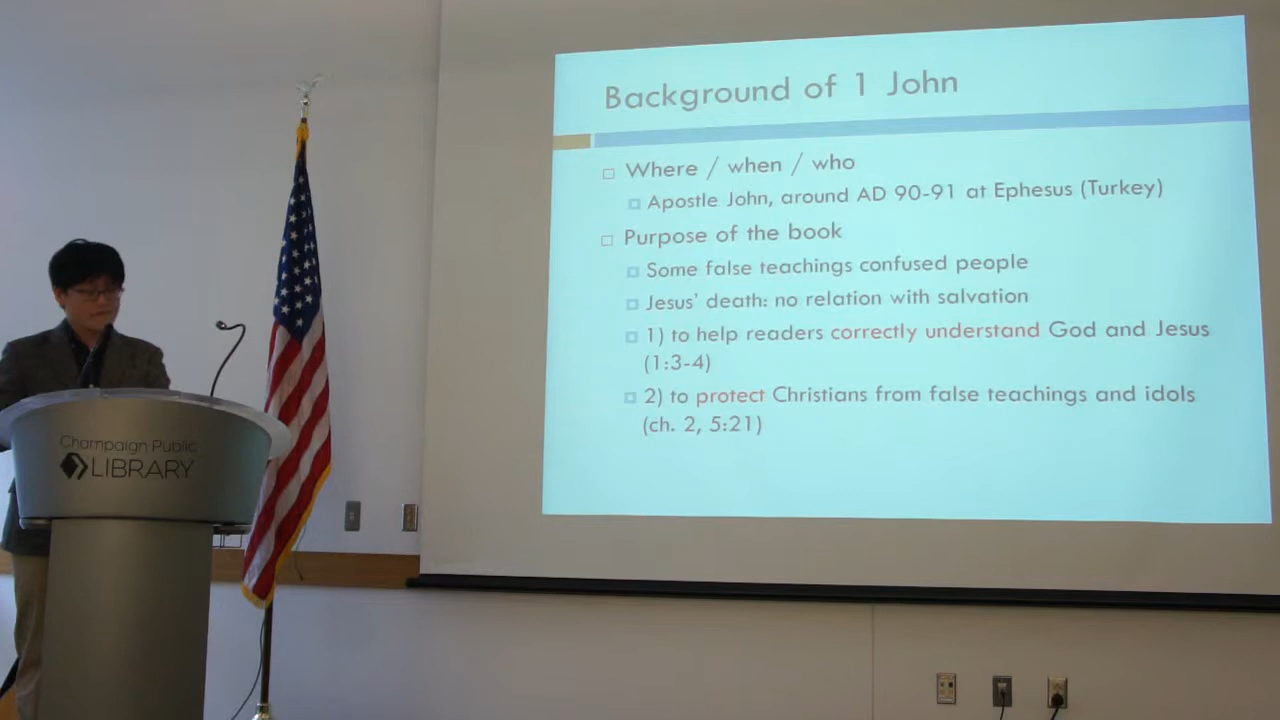 Background of 1 John
Where / when / who
Apostle John, around AD 90-91 at Ephesus (Turkey)
Purpose of the book
Some false teachings confused people
Jesus' death: no relation with salvation
1) to help readers correctly understand God and Jesus
(1:3-4)
2) to protect Christians from false teachings and idols
(ch. 2, 5:21)
Champaign Public
LIBRARY